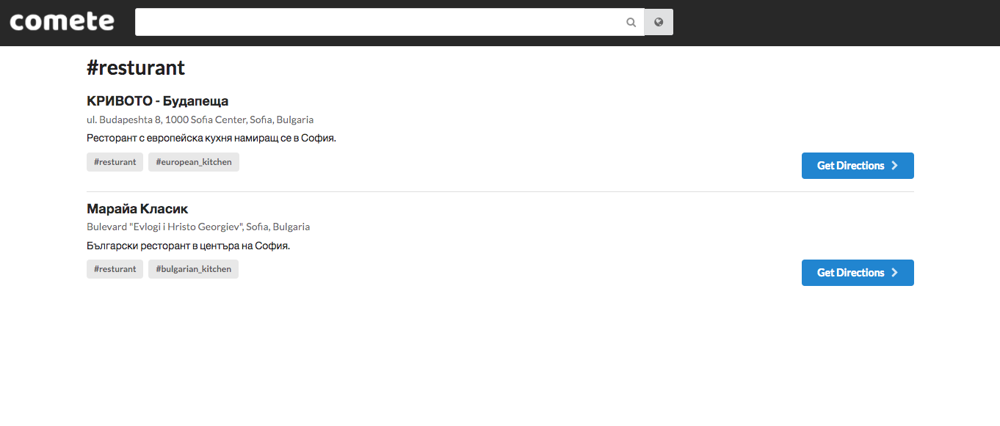 comete
#resturant
КРИВОТО - Будапеща
ul. Budapeshta 8, 1000 Sofia Center, Sofia, Bulgaria
Ресторант с европейска кухня намиращ се в София.
#resturant #european_kitchen
Get Directions
Марайа Класик
Bulevard "Evlogi i Hristo Georgiev", Sofia, Bulgaria
Български ресторант в центъра на София.
#resturant #bulgarian_kitchen
Get Directions